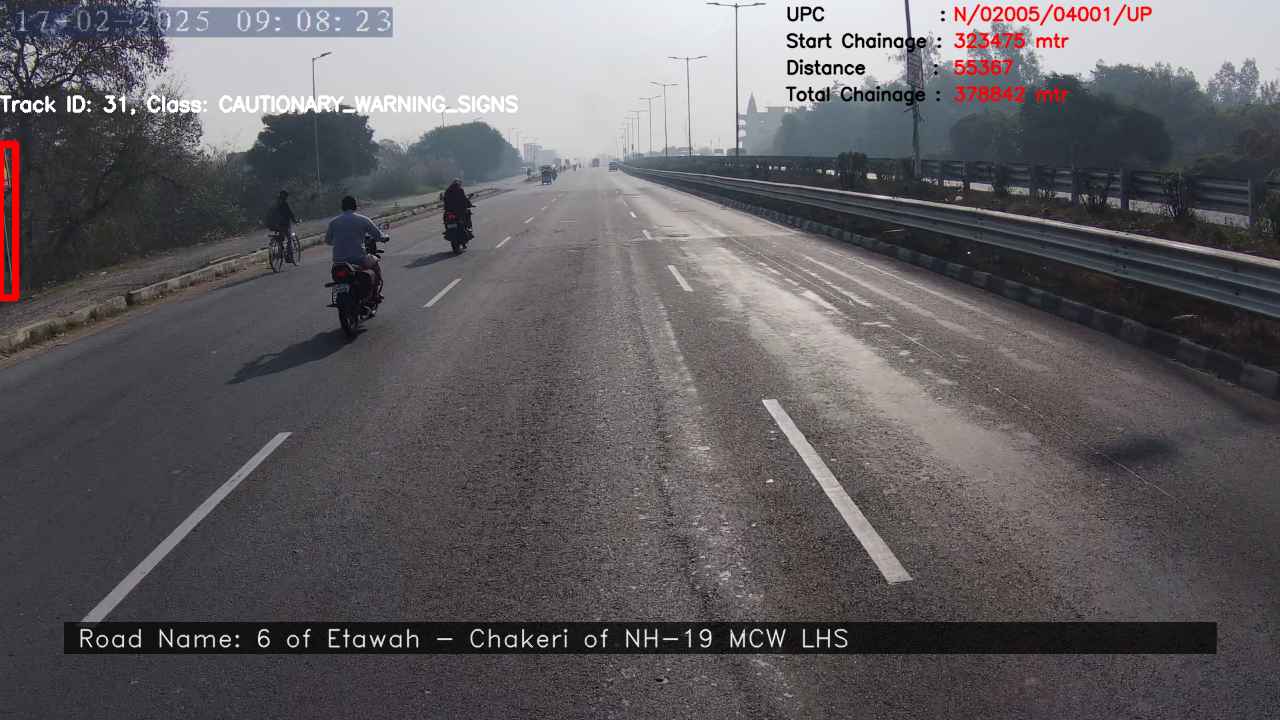 17-02-2025 09:08:23
UPC : N/02005/04001/UP
Start Chainage : 323475 mtr
Distance : 55367
Total Chainage : 378842 mtr
Track ID: 31, Class: CAUTIONARY_WARNING_SIGNS
Road Name: 6 of Etawah - Chakeri of NH-19 MCW LHS